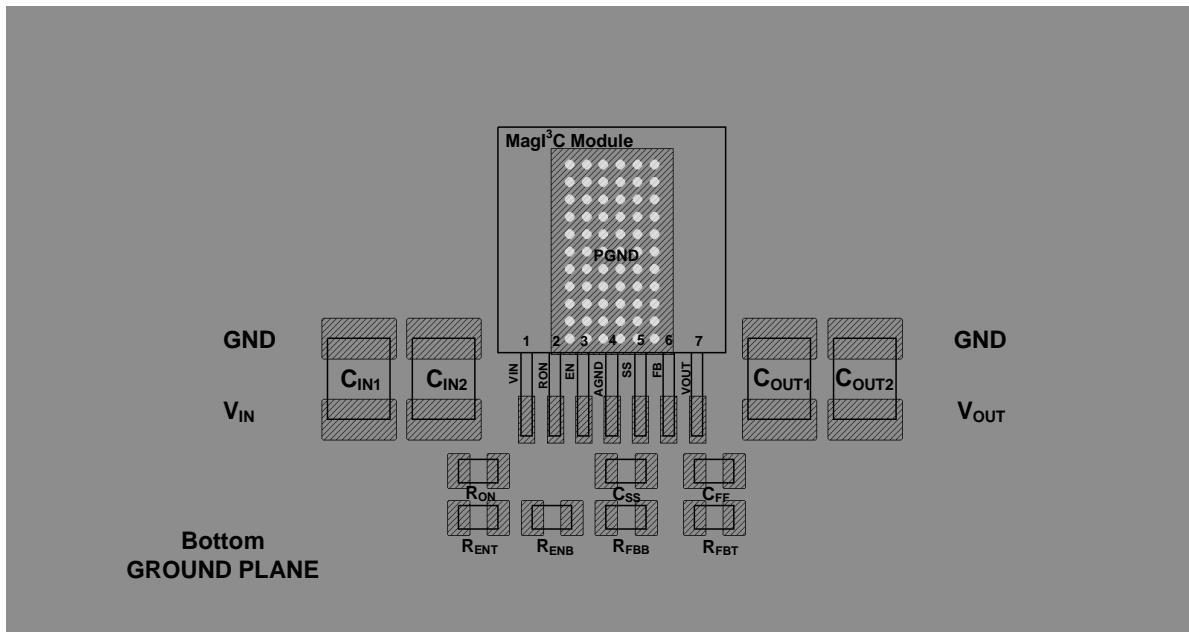 MagI³C Module
PGND
1 2 3 4 5 6 7
VIN RON EN AGND SS FB VOUT
GND GND
CIN1 CIN2 COUT1 COUT2
VIN VOUT
RON CSS CFF
RENT RENB RFBB RFBT
Bottom
GROUND PLANE